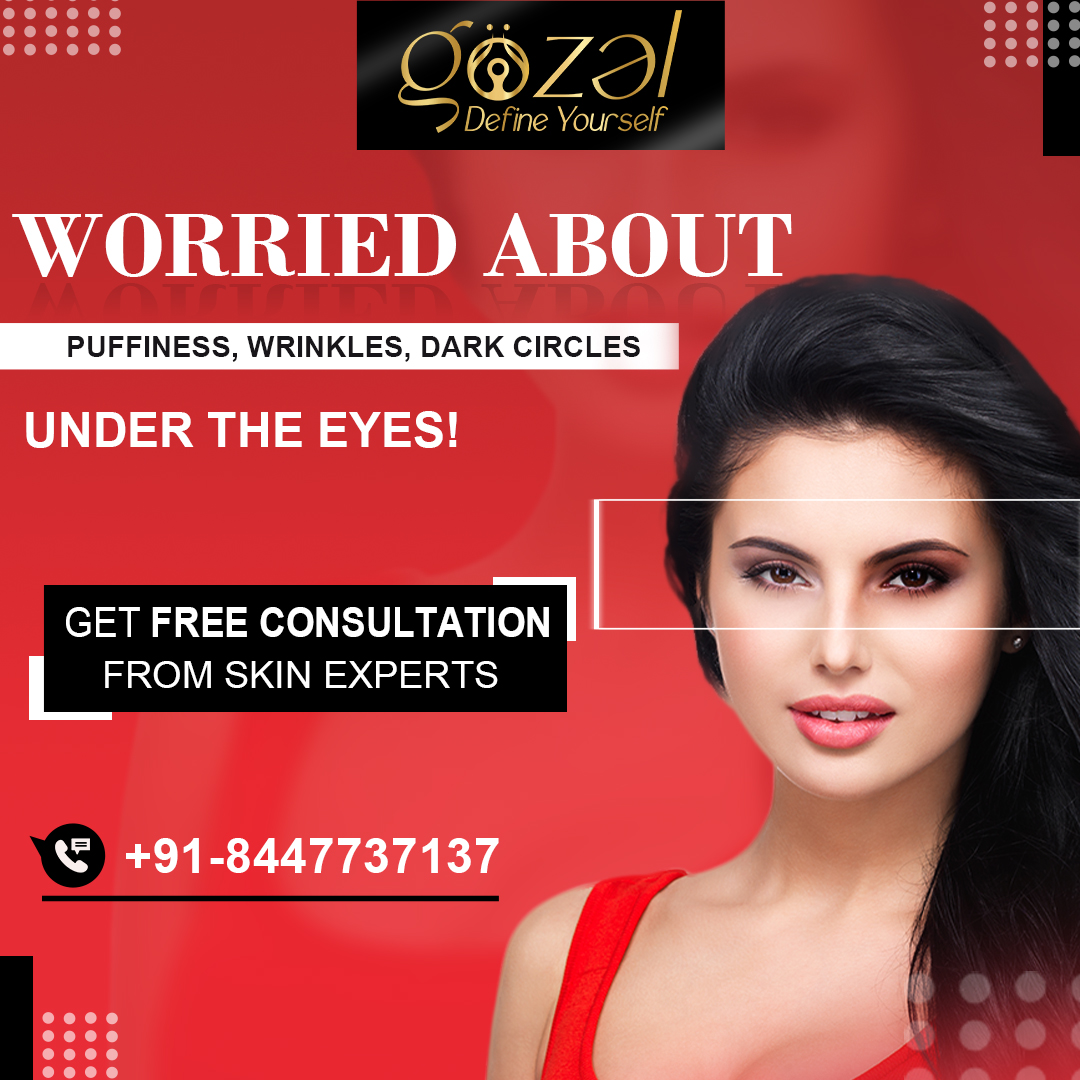 gözəl
Define Yourself
WORRIED ABOUT
PUFFINESS, WRINKLES, DARK CIRCLES
UNDER THE EYES!
GET FREE CONSULTATION
FROM SKIN EXPERTS
+91-8447737137